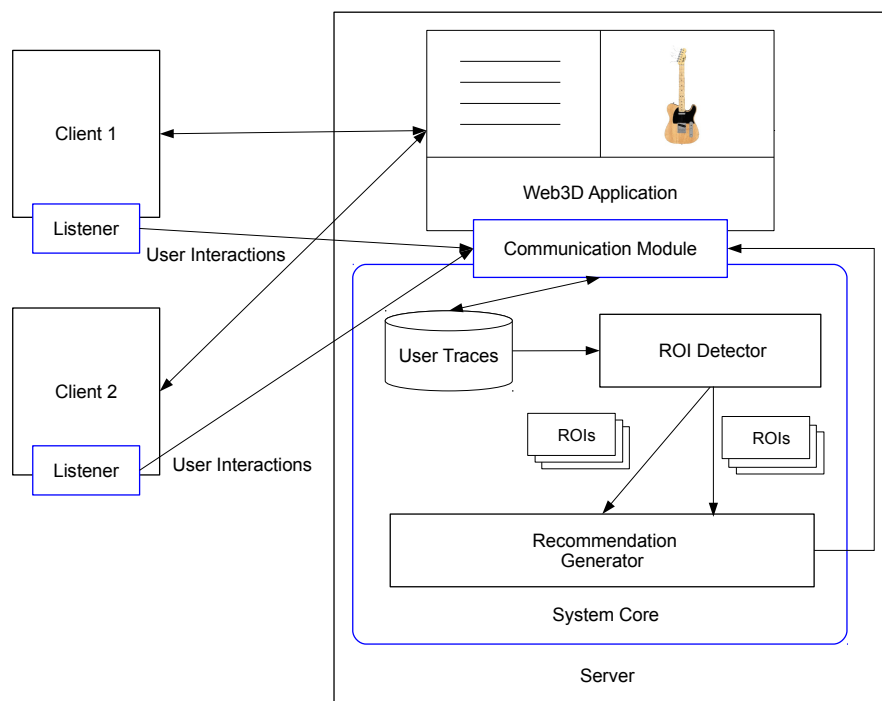 Client 1
Web3D Application
Listener
User Interactions
Communication Module
User Traces
ROI Detector
Client 2
ROIs
ROIs
Listener
User Interactions
Recommendation
Generator
System Core
Server